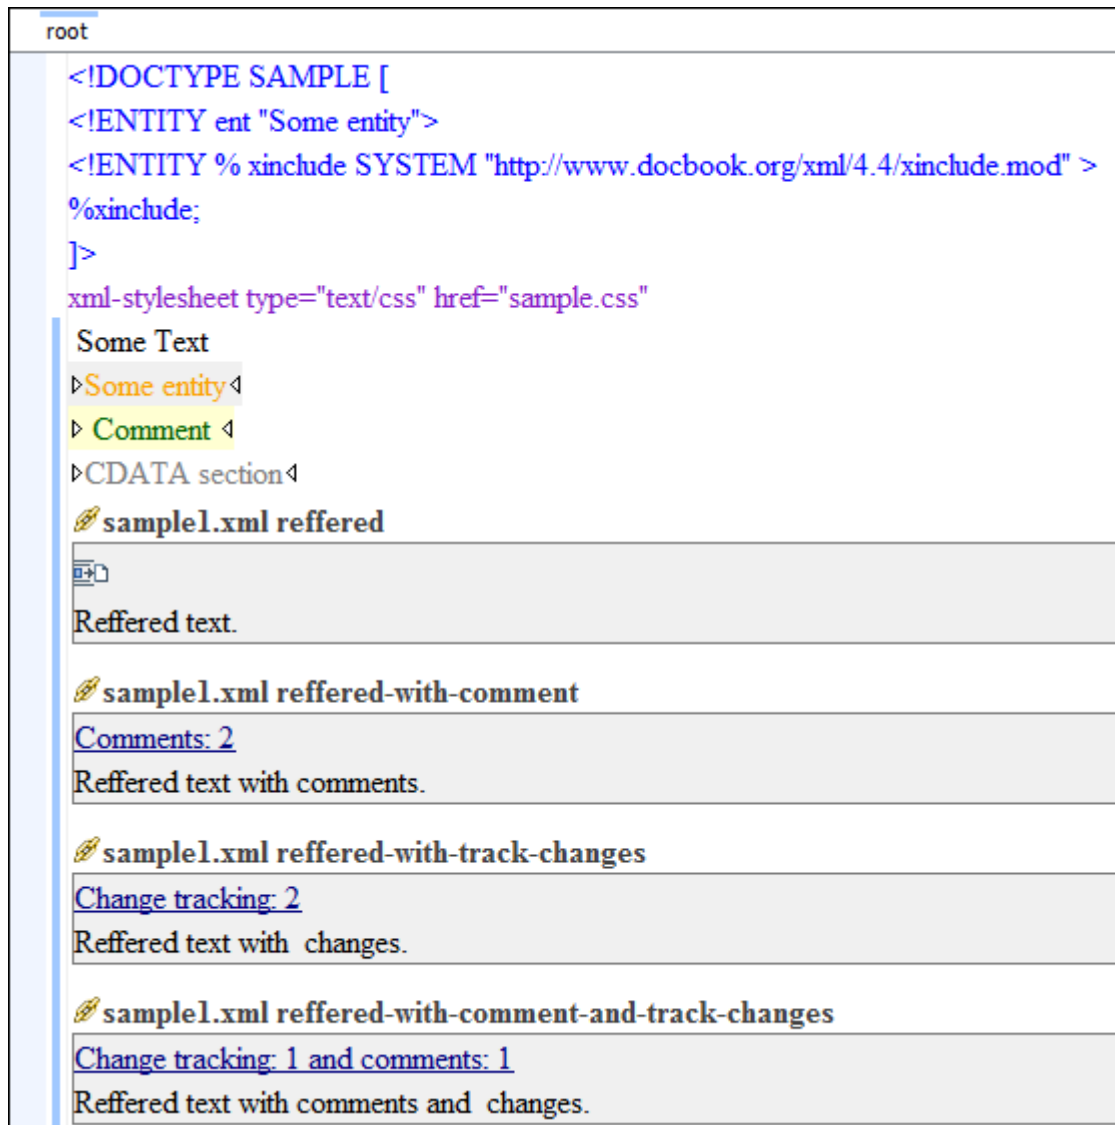 root
<!DOCTYPE SAMPLE [
<!ENTITY ent "Some entity">
<!ENTITY % xinclude SYSTEM "http://www.docbook.org/xml/4.4/xinclude.mod" >
%xinclude;
]>
xml-stylesheet type="text/css" href="sample.css"
Some Text
Some entity
Comment
CDATA section
sample1.xml reffered
Reffered text.
sample1.xml reffered-with-comment
Comments: 2
Reffered text with comments.
sample1.xml reffered-with-track-changes
Change tracking: 2
Reffered text with  changes.
sample1.xml reffered-with-comment-and-track-changes
Change tracking: 1 and comments: 1
Reffered text with comments and  changes.